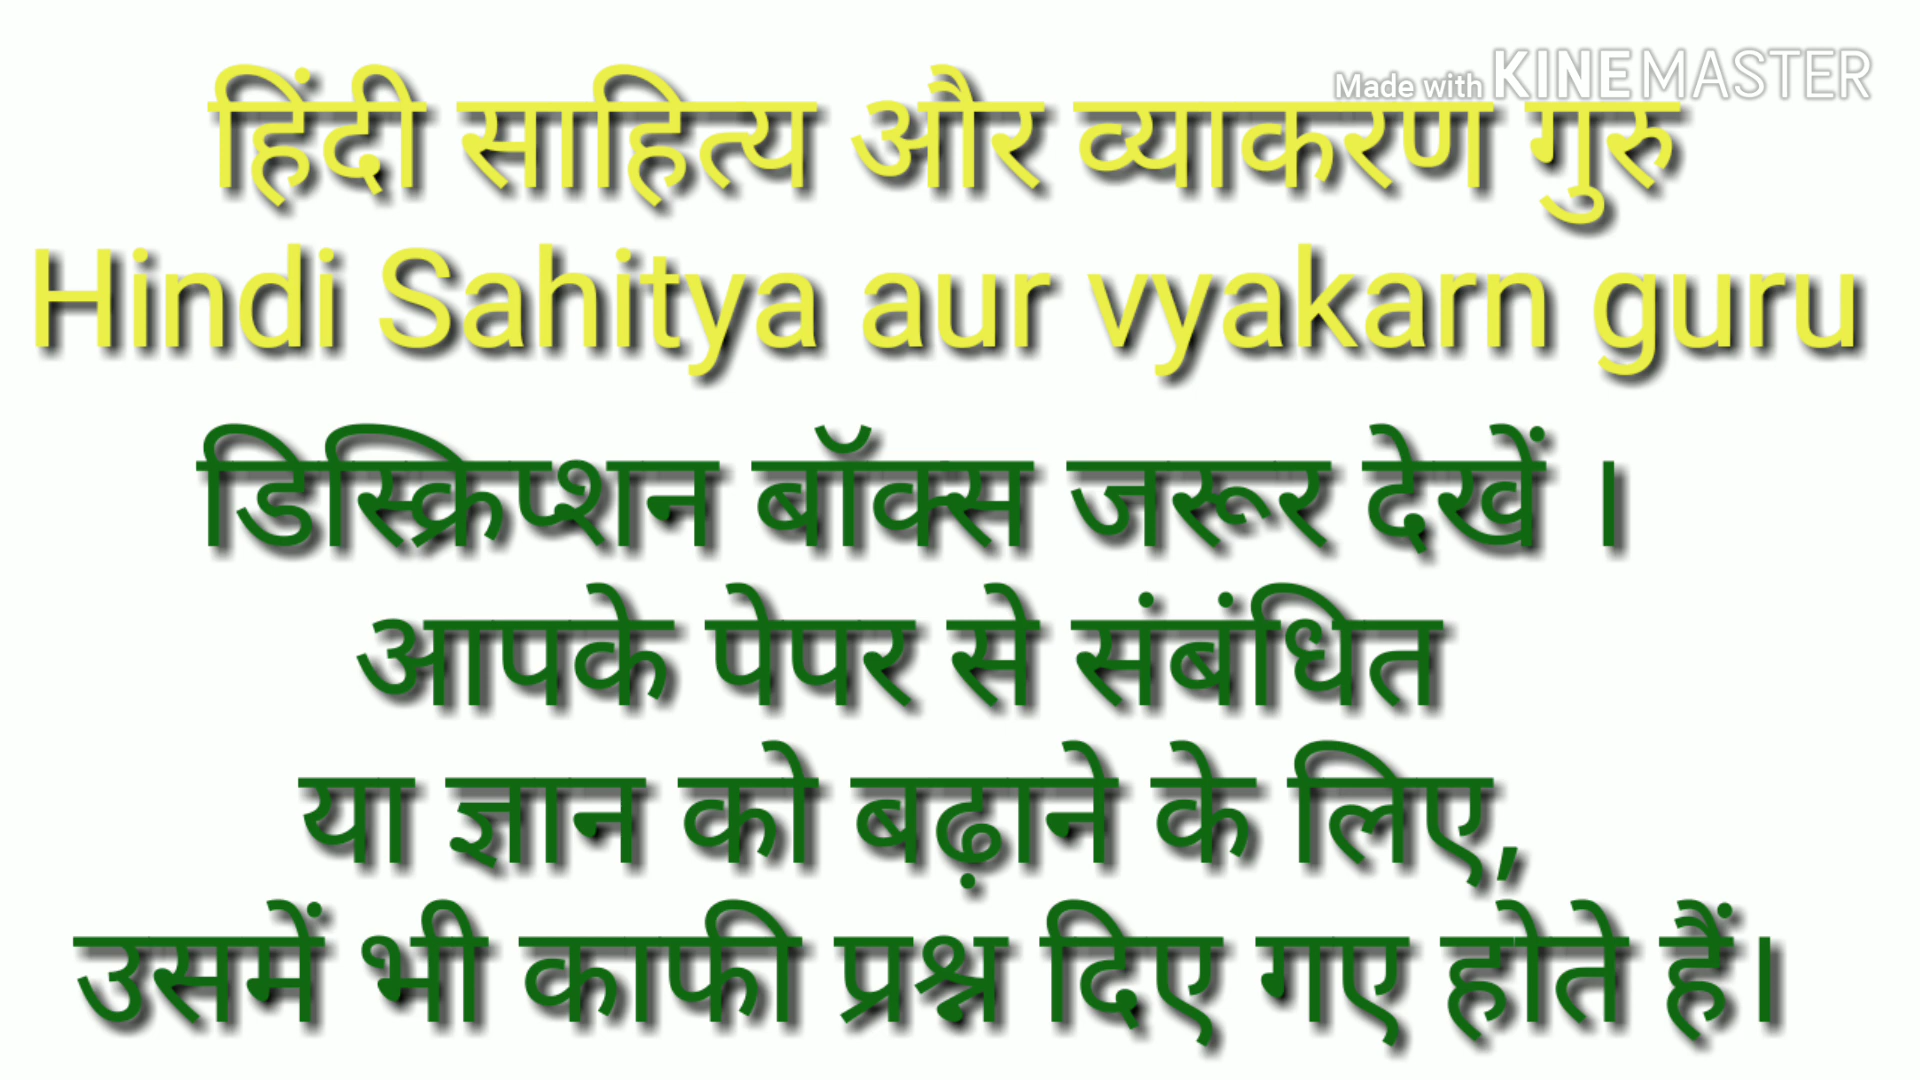 Made with KINEMASTER
हिंदी साहित्य और व्याकरण गुरु
Hindi Sahitya aur vyakarn guru
डिस्क्रिप्शन बॉक्स जरूर देखें ।
आपके पेपर से संबंधित
या ज्ञान को बढ़ाने के लिए,
उसमें भी काफी प्रश्न दिए गए होते हैं।